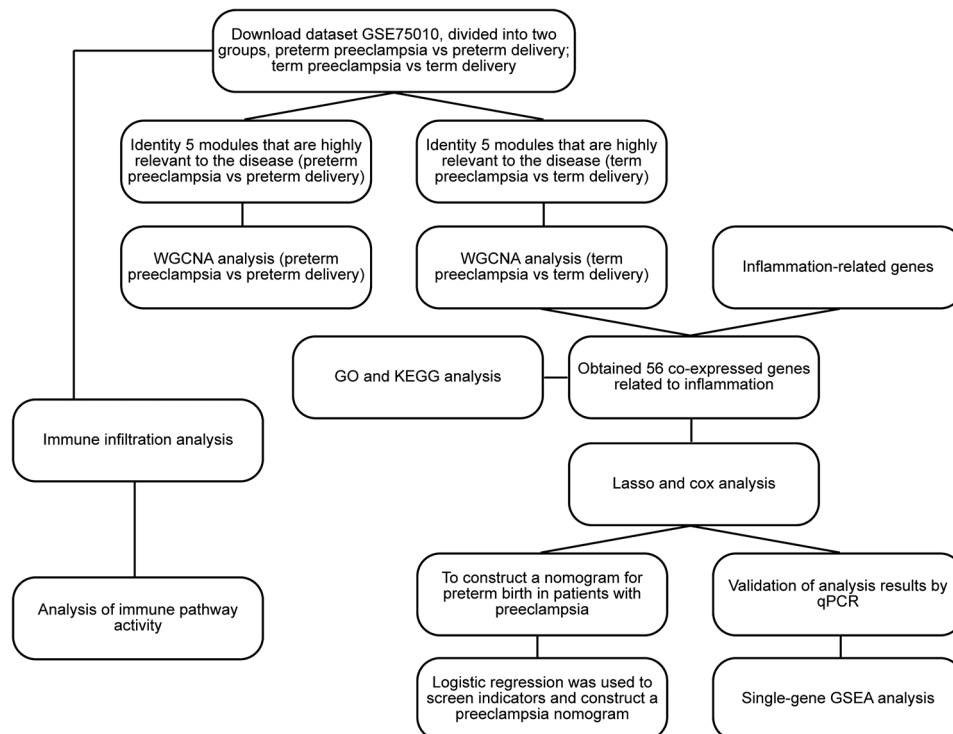 Download dataset GSE75010, divided into two
groups, preterm preeclampsia vs preterm delivery;
term preeclampsia vs term delivery
Identity 5 modules that are highly
relevant to the disease (preterm
preeclampsia vs preterm delivery)
Identify 5 modules that are highly
relevant to the disease (term
preeclampsia vs term delivery)
WGCNA analysis (preterm
preeclampsia vs preterm delivery)
WGCNA analysis (term
preeclampsia vs term delivery)
Inflammation-related genes
GO and KEGG analysis
Obtained 56 co-expressed genes
related to inflammation
Immune infiltration analysis
Lasso and cox analysis
To construct a nomogram for
preterm birth in patients with
preeclampsia
Validation of analysis results by
qPCR
Analysis of immune pathway
activity
Logistic regression was used to
screen indicators and construct a
preeclampsia nomogram
Single-gene GSEA analysis